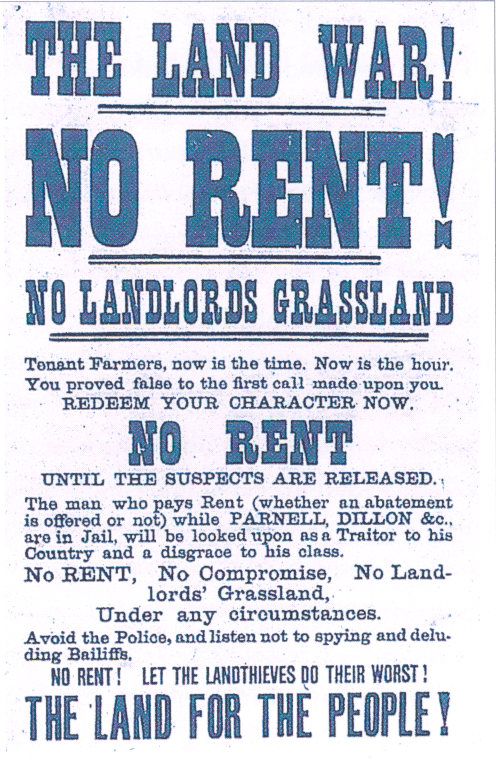 THE LAND WAR!
NO RENT!
NO LANDLORDS GRASSLAND
Tenant Farmers, now is the time. Now is the hour.
You proved false to the first call made upon you.
REDEEM YOUR CHARACTER NOW.
NO RENT
UNTIL THE SUSPECTS ARE RELEASED.
The man who pays Rent (whether an abatement
is offered or not) while PARNELL, DILLON &c.,
are in Jail, will be looked upon as a Traitor to his
Country and a disgrace to his class.
No RENT, No Compromise, No Land-
lords' Grassland,
Under any circumstances.
Avoid the Police, and listen not to spying and delu-
ding Bailiffs.
NO RENT! LET THE LANDTHIEVES DO THEIR WORST!
THE LAND FOR THE PEOPLE!